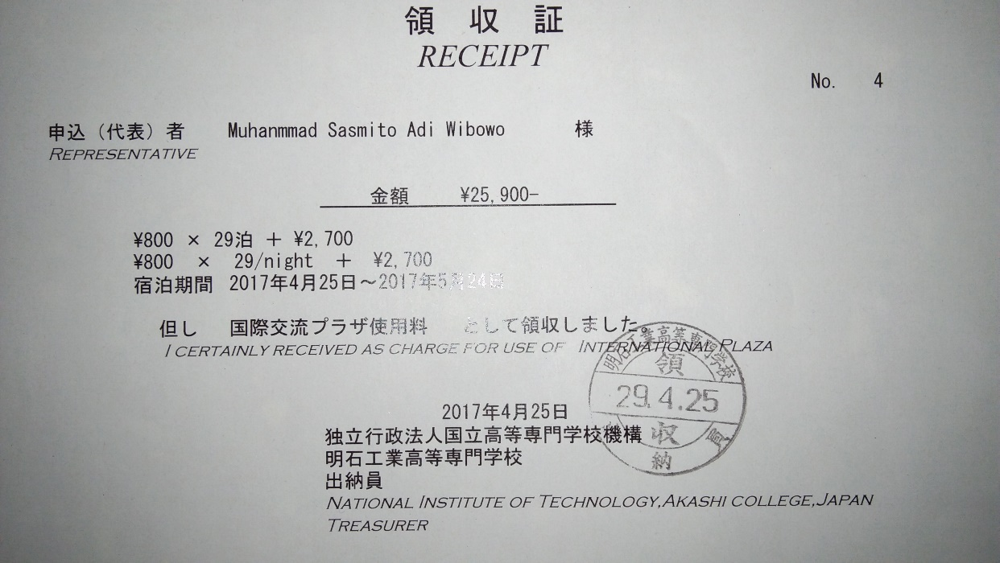 領収証
RECEIPT
No. 4
申込（代表）者 Muhanmmad Sasmito Adi Wibowo 様
REPRESENTATIVE
金額 ¥25,900-
¥800 × 29泊 ＋ ¥2,700
¥800 × 29/night ＋ ¥2,700
宿泊期間 2017年4月25日～2017年5月24日
但し 国際交流プラザ使用料 として領収しました。
I CERTAINLY RECEIVED AS CHARGE FOR USE OF INTERNATIONAL PLAZA
明石工業高等専門学校
領
29.4.25
収
納
員
2017年4月25日
独立行政法人国立高等専門学校機構
明石工業高等専門学校
出納員
NATIONAL INSTITUTE OF TECHNOLOGY,AKASHI COLLEGE,JAPAN
TREASURER